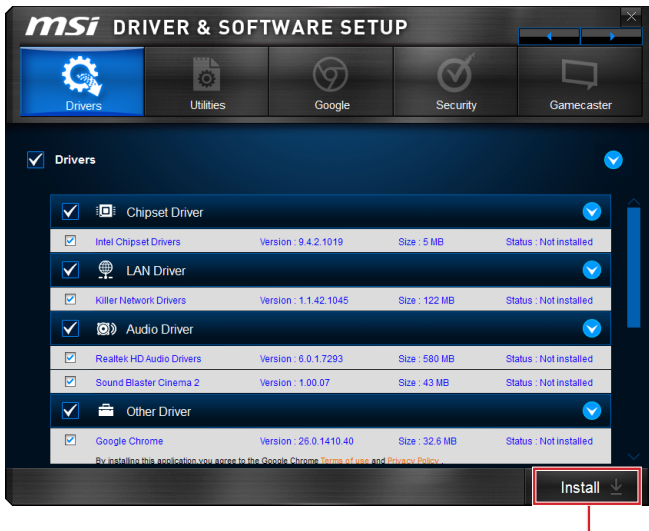 msi DRIVER & SOFTWARE SETUP
Drivers Utilities Google Security Gamecaster
Drivers
Chipset Driver
Intel Chipset Drivers Version : 9.4.2.1019 Size : 5 MB Status : Not installed
LAN Driver
Killer Network Drivers Version : 1.1.42.1045 Size : 122 MB Status : Not installed
Audio Driver
Realtek HD Audio Drivers Version : 6.0.1.7293 Size : 580 MB Status : Not installed
Sound Blaster Cinema 2 Version : 1.00.07 Size : 43 MB Status : Not installed
Other Driver
Google Chrome Version : 26.0.1410.40 Size : 32.6 MB Status : Not installed
By installing this application,you agree to the Google Chrome Terms of use and Privacy Policy .
Install